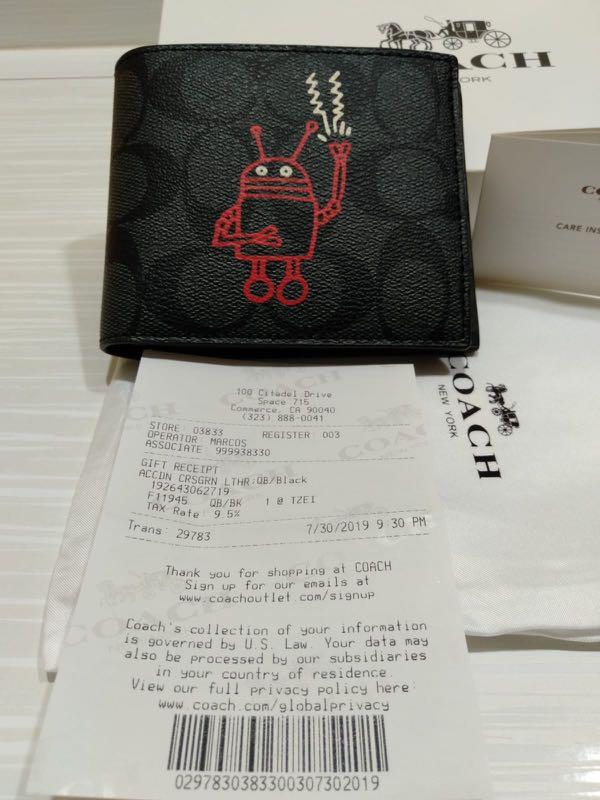 COACH
NEW YORK
CARE INS
100 Citadel Drive
Space 715
Commerce, CA 90040
(323) 888-0041
STORE: 03833 REGISTER: 003
OPERATOR: MARCOS
ASSOCIATE: 999938330
GIFT RECEIPT
ACCDN CRSGRN LTHR:QB/Black
192643062719
F11945 QB/BK 1 @ TZEI
TAX Rate 9.5%
Trans: 29783 7/30/2019 9:30 PM
Thank you for shopping at COACH
Sign up for our emails at
www.coachoutlet.com/signup
Coach's collection of your information
is governed by U.S. Law. Your data may
also be processed by our subsidiaries
in your country of residence.
View our full privacy policy here:
www.coach.com/globalprivacy
0297830383300307302019
COACH
NEW YORK